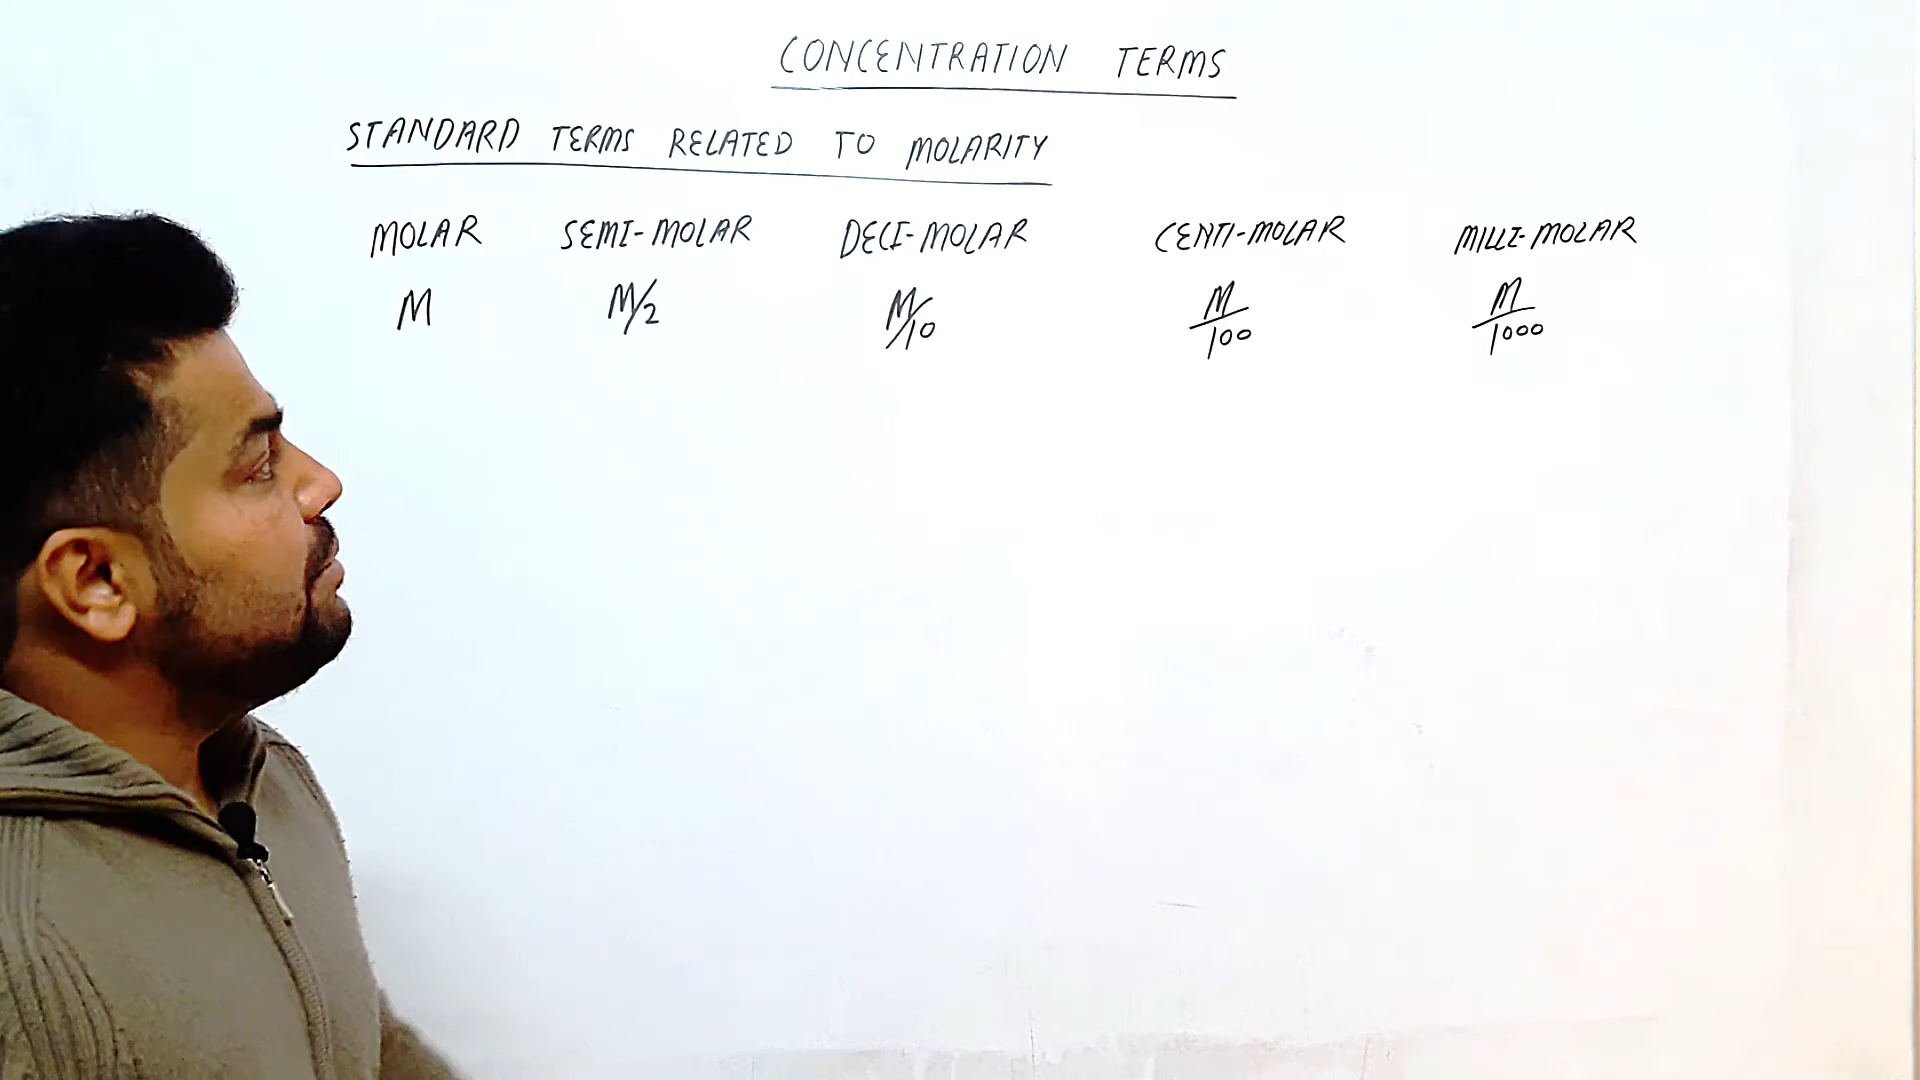 CONCENTRATION TERMS
STANDARD TERMS RELATED TO MOLARITY
MOLAR SEMI-MOLAR DECI-MOLAR CENTI-MOLAR MILLI-MOLAR
M M/2 M/10 M/100 M/1000